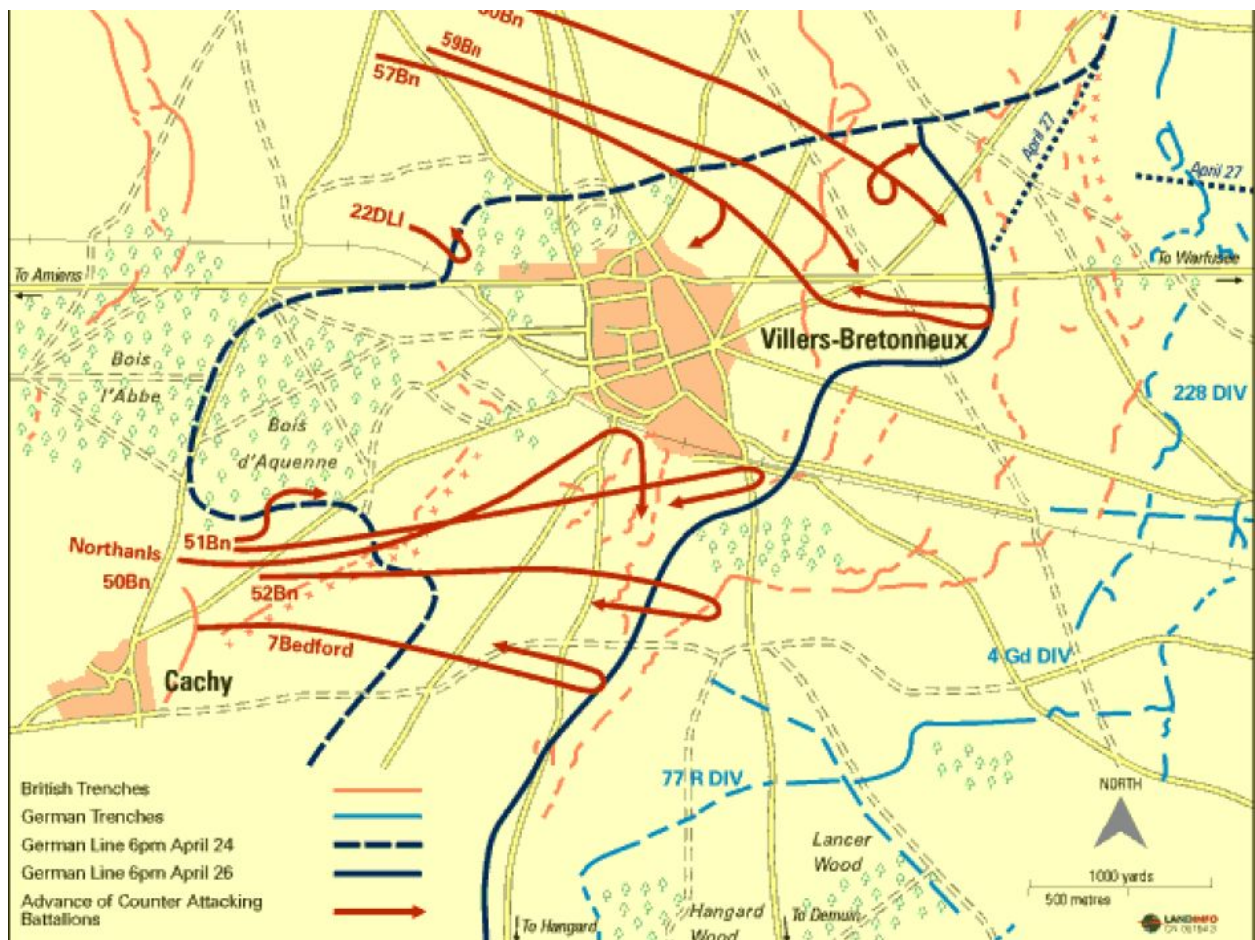 60Bn
59Bn
57Bn
April 27
April 27
22DLI
To Amiens
To Warfusee
Villers-Bretonneux
Bois
l'Abbe
228 DIV
Bois
d'Aquenne
51Bn
Northants
50Bn
52Bn
7Bedford
4 Gd DIV
Cachy
77 R DIV
British Trenches
German Trenches
German Line 6pm April 24
German Line 6pm April 26
Advance of Counter Attacking
Battalions
NORTH
Lancer
Wood
1000 yards
500 metres
Hangard
Wood
To Hangard
To Demuin
LANDINFO